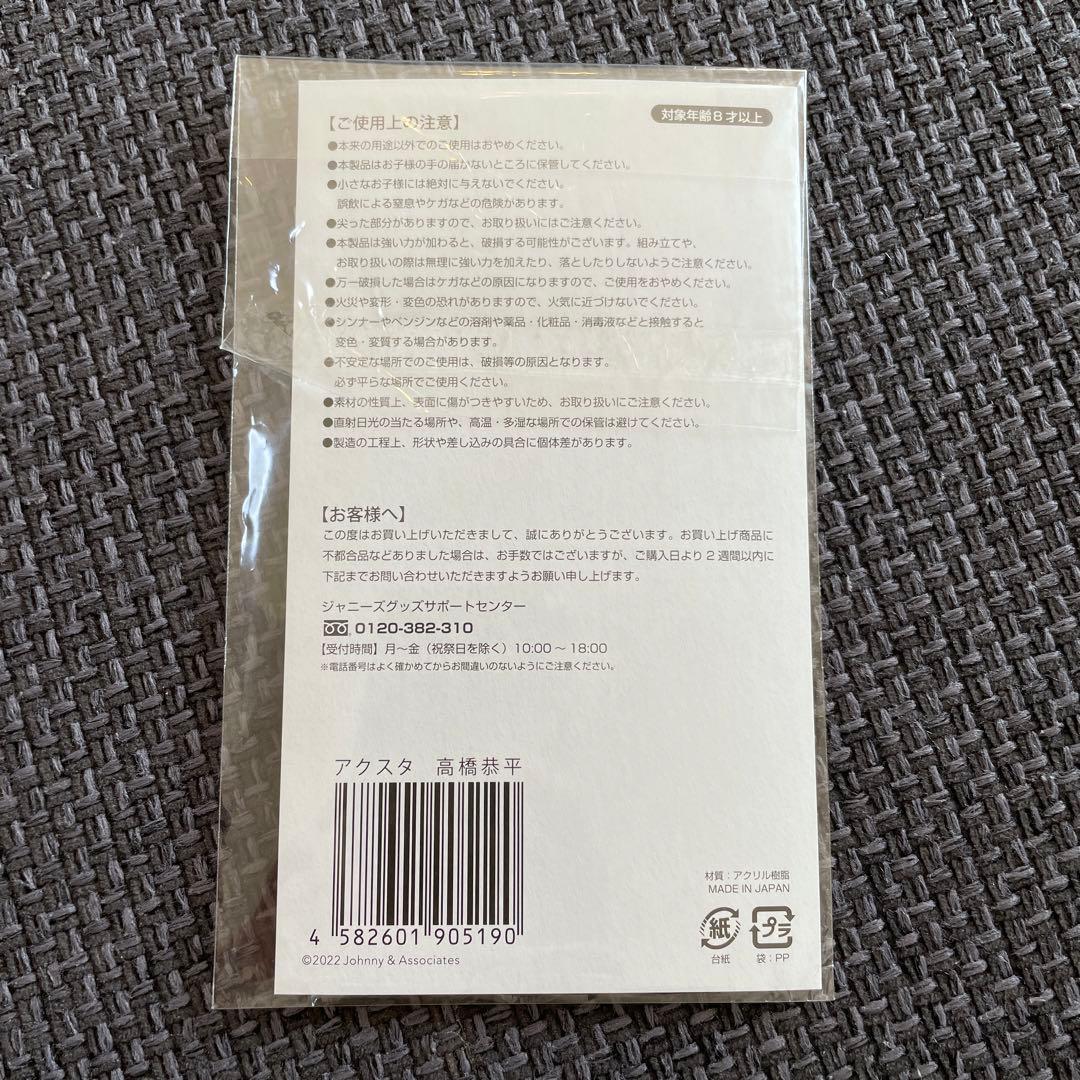 対象年齢8才以上
【ご使用上の注意】
●本来の用途以外でのご使用はおやめください。
●本製品はお子様の手の届かないところに保管してください。
●小さなお子様には絶対に与えないでください。
誤飲による窒息やケガなどの危険があります。
●尖った部分がありますので、お取り扱いにはご注意ください。
●本製品は強い力が加わると、破損する可能性がございます。組み立てや、
お取り扱いの際は無理に強い力を加えたり、落としたりしないようご注意ください。
●万一破損した場合はケガなどの原因になりますので、ご使用をおやめください。
●火災や変形・変色の恐れがありますので、火気に近づけないでください。
●シンナーやベンジンなどの溶剤や薬品・化粧品・消毒液などと接触すると
変色・変質する場合があります。
●不安定な場所でのご使用は、破損等の原因となります。
必ず平らな場所でご使用ください。
●素材の性質上、表面に傷がつきやすいため、お取り扱いにご注意ください。
●直射日光の当たる場所や、高温・多湿な場所での保管は避けてください。
●製造の工程上、形状や差し込みの具合に個体差があります。
【お客様へ】
この度はお買い上げいただきまして、誠にありがとうございます。お買い上げ商品に
不都合品などありました場合は、お手数ではございますが、ご購入日より2週間以内に
下記までお問い合わせいただきますようお願い申し上げます。
ジャニーズグッズサポートセンター
0120-382-310
【受付時間】月〜金（祝祭日を除く）10:00〜18:00
※電話番号はよく確かめてからお間違いのないようにご注意ください。
アクスタ 高橋恭平
4 582601 905190
©2022 Johnny & Associates
材質：アクリル樹脂
MADE IN JAPAN
紙 プラ
台紙 袋：PP